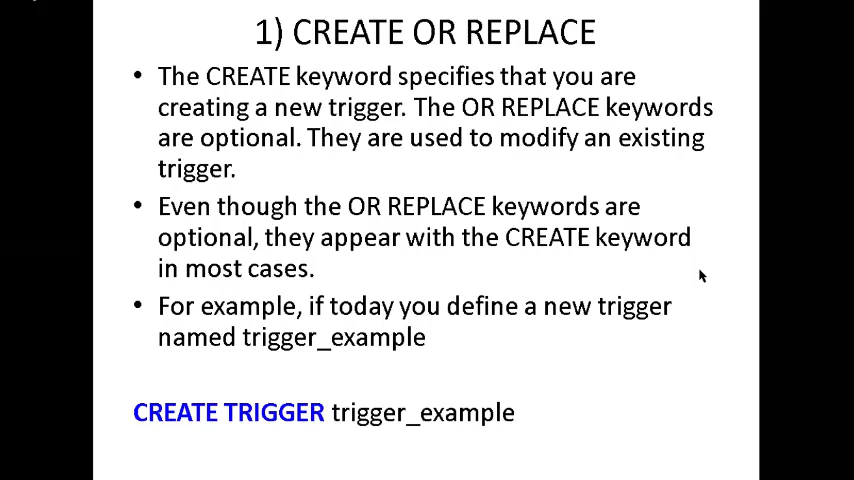 1) CREATE OR REPLACE
• The CREATE keyword specifies that you are
creating a new trigger. The OR REPLACE keywords
are optional. They are used to modify an existing
trigger.
• Even though the OR REPLACE keywords are
optional, they appear with the CREATE keyword
in most cases.
• For example, if today you define a new trigger
named trigger_example
CREATE TRIGGER trigger_example